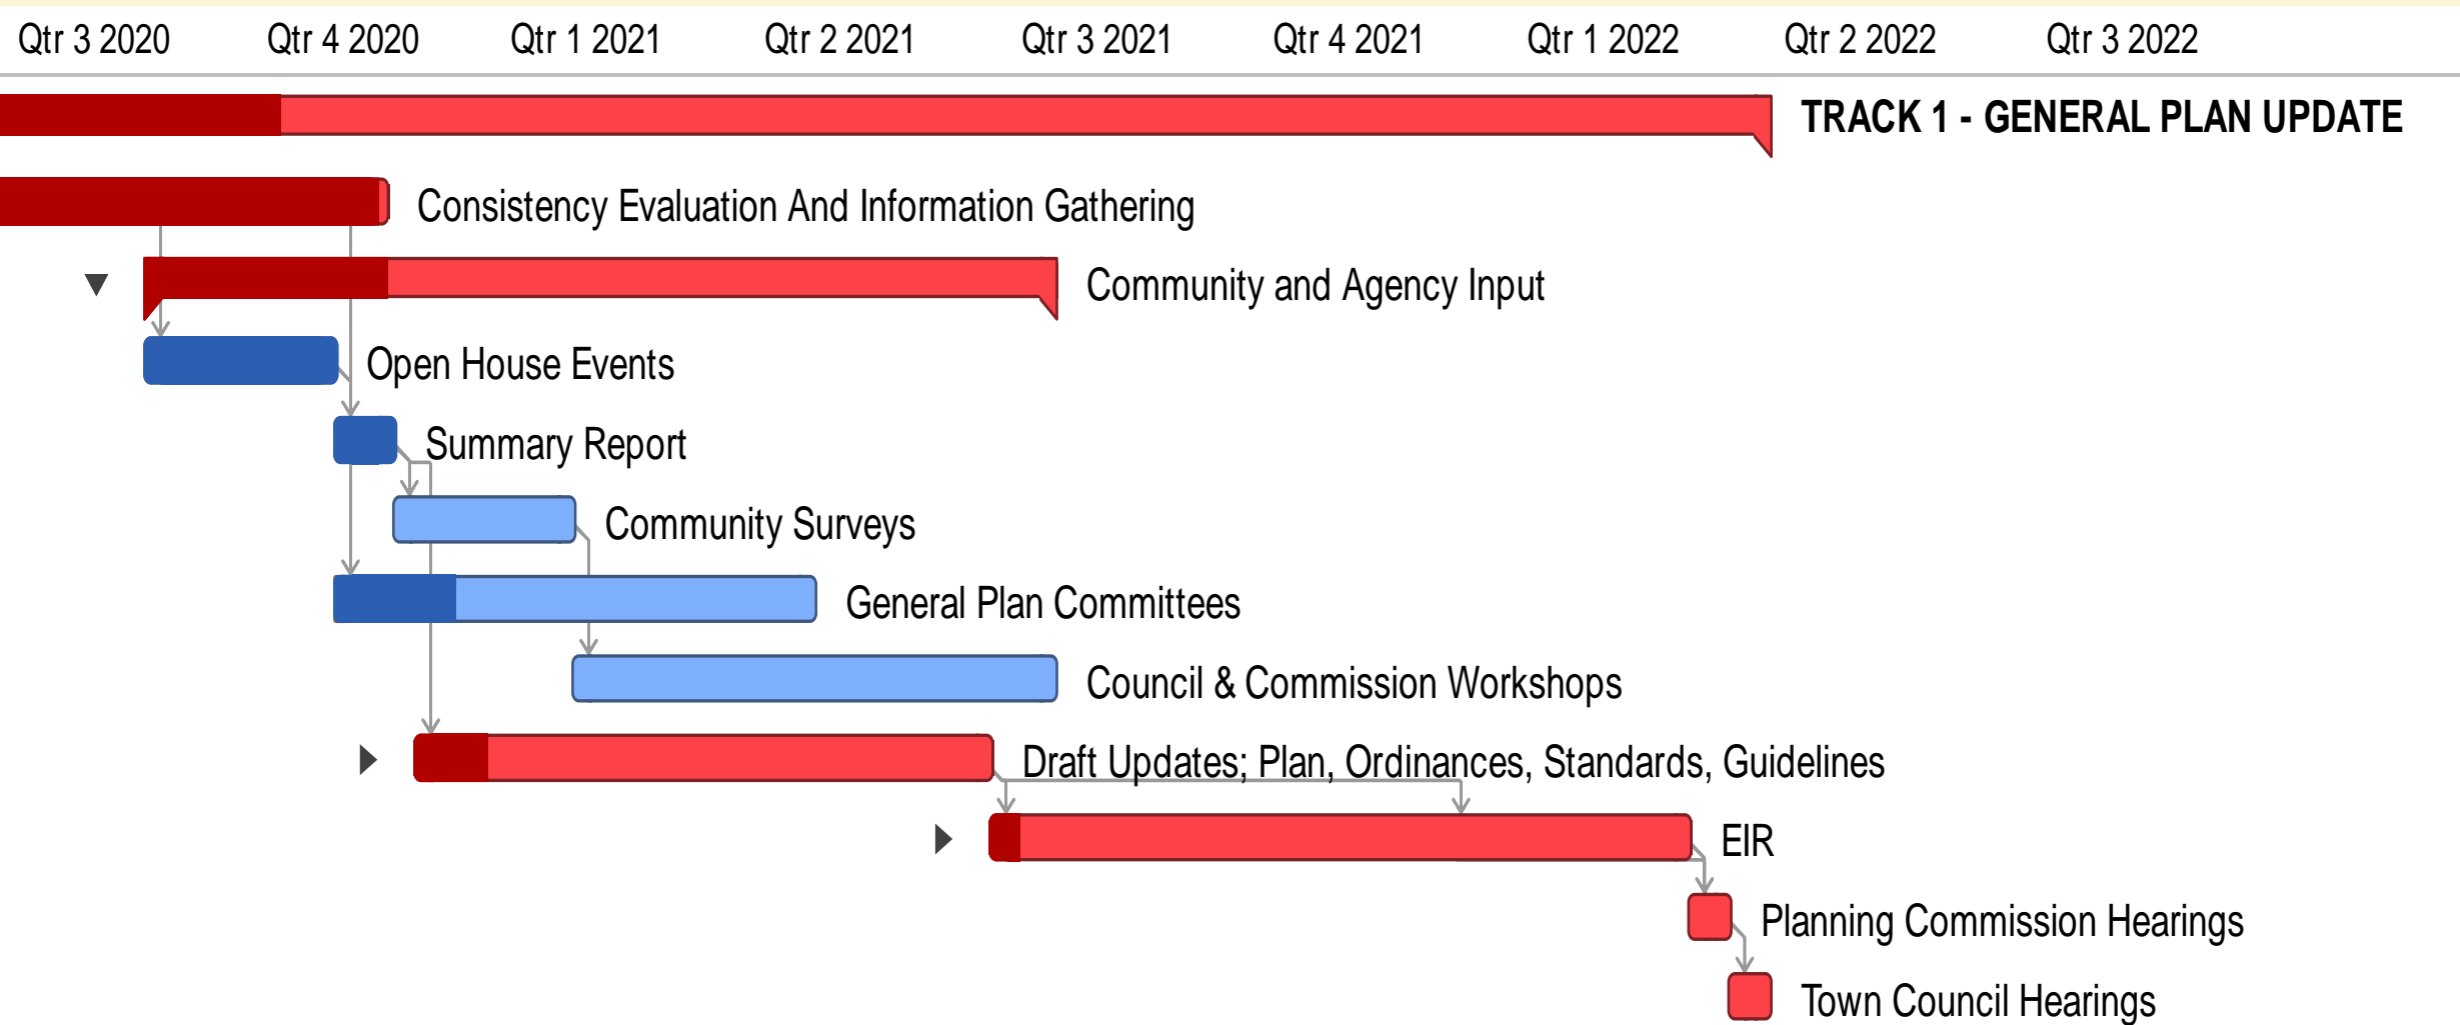 Qtr 3 2020 Qtr 4 2020 Qtr 1 2021 Qtr 2 2021 Qtr 3 2021 Qtr 4 2021 Qtr 1 2022 Qtr 2 2022 Qtr 3 2022
TRACK 1 - GENERAL PLAN UPDATE
Consistency Evaluation And Information Gathering
Community and Agency Input
Open House Events
Summary Report
Community Surveys
General Plan Committees
Council & Commission Workshops
Draft Updates; Plan, Ordinances, Standards, Guidelines
EIR
Planning Commission Hearings
Town Council Hearings